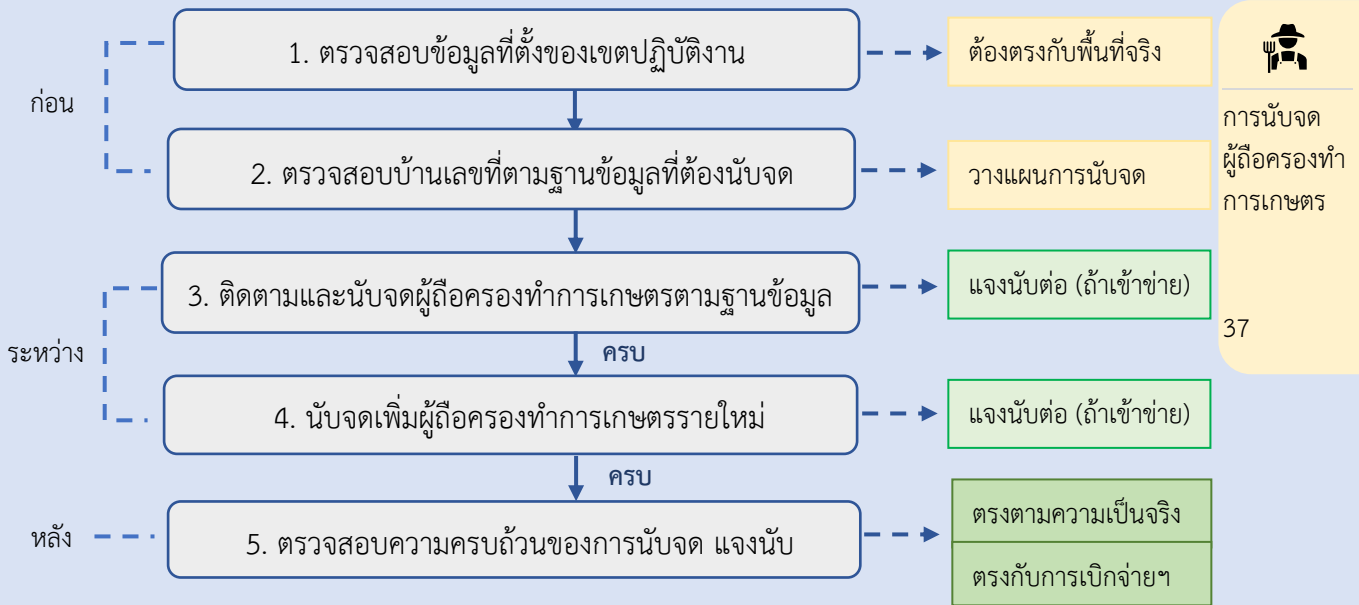 ก่อน
1. ตรวจสอบข้อมูลที่ตั้งของเขตปฏิบัติงาน
ต้องตรงกับพื้นที่จริง
2. ตรวจสอบบ้านเลขที่ตามฐานข้อมูลที่ต้องนับจด
วางแผนการนับจด
ระหว่าง
3. ติดตามและนับจดผู้ถือครองทำการเกษตรตามฐานข้อมูล
แจงนับต่อ (ถ้าเข้าข่าย)
ครบ
4. นับจดเพิ่มผู้ถือครองทำการเกษตรรายใหม่
แจงนับต่อ (ถ้าเข้าข่าย)
ครบ
หลัง
5. ตรวจสอบความครบถ้วนของการนับจด แจงนับ
ตรงตามความเป็นจริง
ตรงกับการเบิกจ่ายฯ
การนับจด
ผู้ถือครองทำ
การเกษตร
37